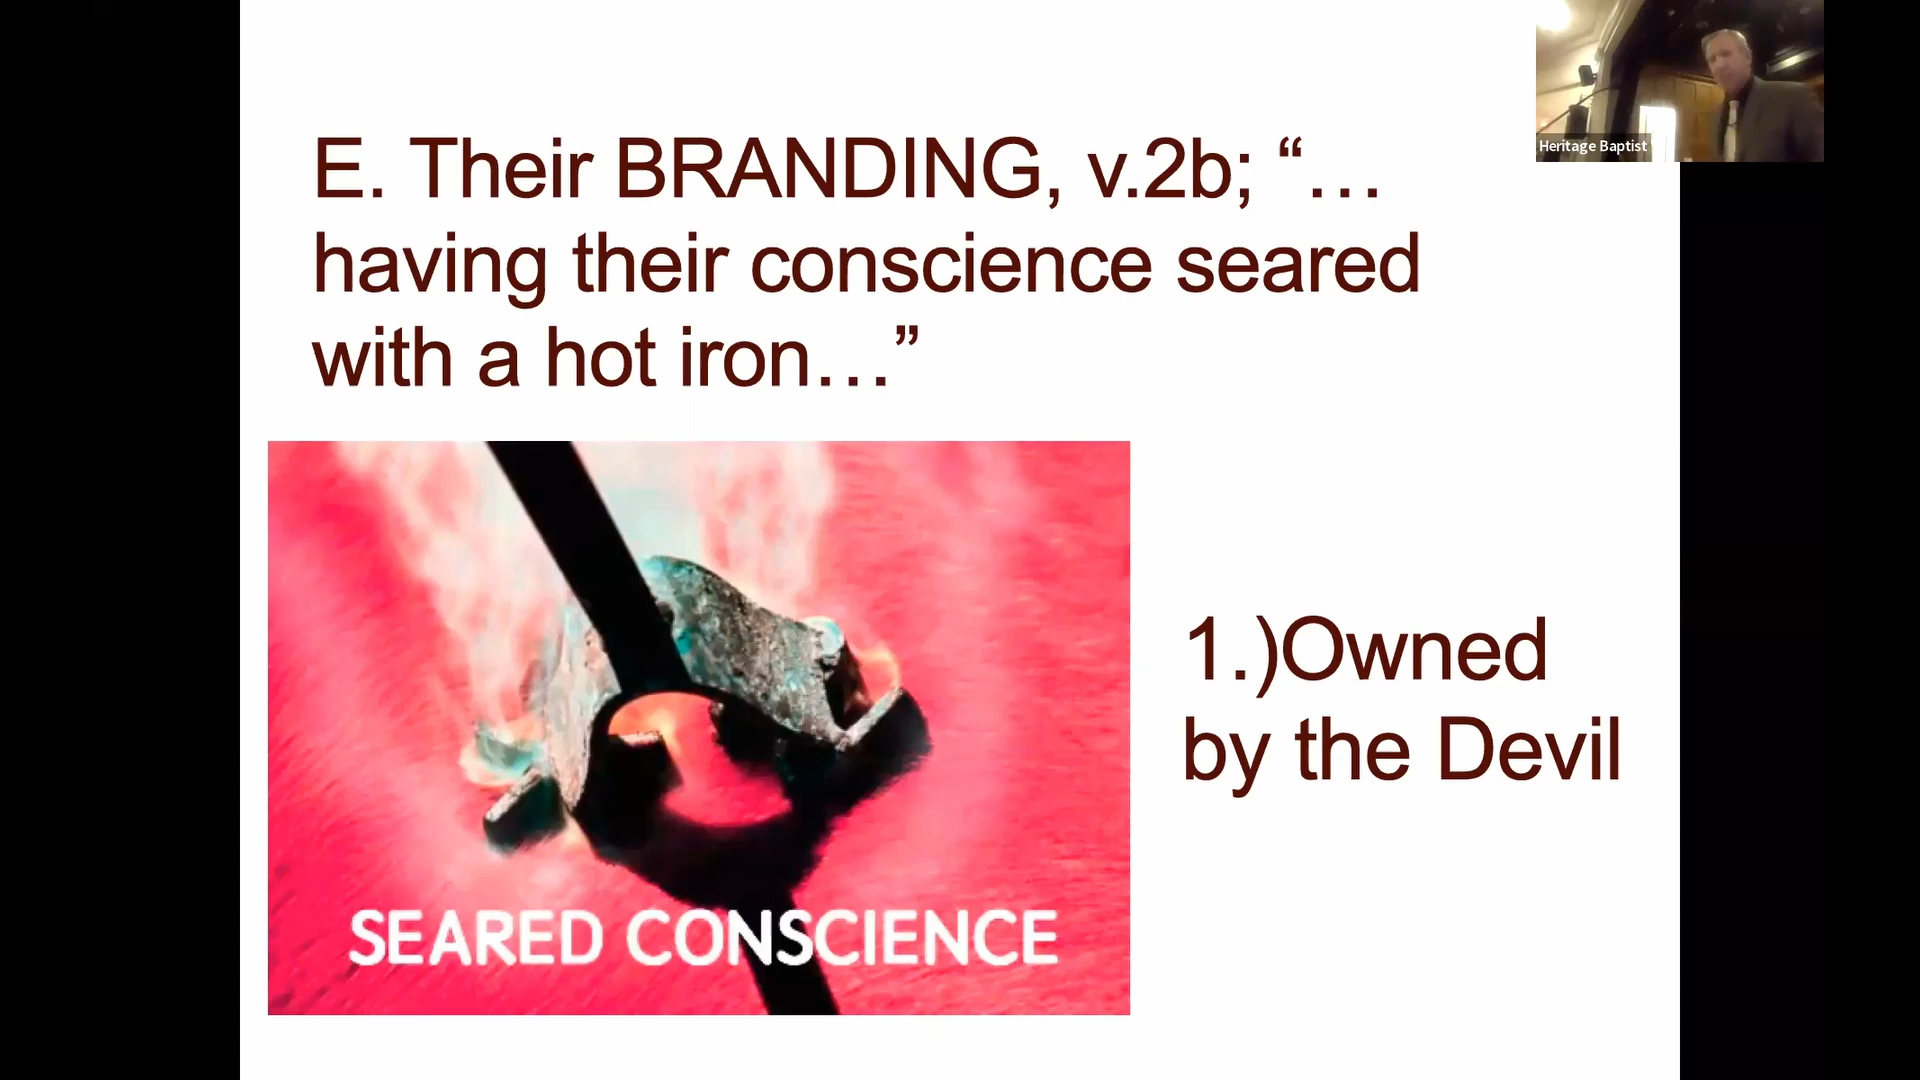 Heritage Baptist
E. Their BRANDING, v.2b; “…
having their conscience seared
with a hot iron…”
1.)Owned
by the Devil
SEARED CONSCIENCE